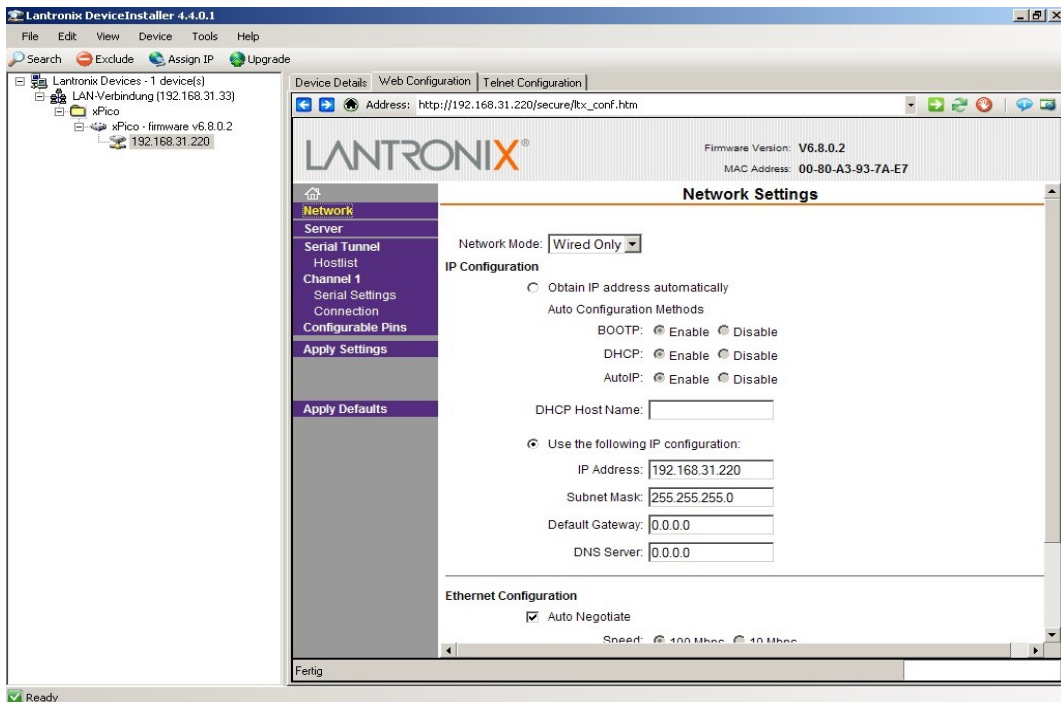 Lantronix DeviceInstaller 4.4.0.1
File Edit View Device Tools Help
Search Exclude Assign IP Upgrade
Lantronix Devices - 1 device(s)
LAN-Verbindung (192.168.31.33)
xPico
xPico - firmware v6.8.0.2
192.168.31.220
Device Details Web Configuration Telnet Configuration
Address: http://192.168.31.220/secure/ltx_conf.htm
LANTRONIX®
Firmware Version: V6.8.0.2
MAC Address: 00-80-A3-93-7A-E7
Network
Server
Serial Tunnel
Hostlist
Channel 1
Serial Settings
Connection
Configurable Pins
Apply Settings
Apply Defaults
Network Settings
Network Mode: Wired Only
IP Configuration
Obtain IP address automatically
Auto Configuration Methods
BOOTP: Enable Disable
DHCP: Enable Disable
AutoIP: Enable Disable
DHCP Host Name:
Use the following IP configuration:
IP Address: 192.168.31.220
Subnet Mask: 255.255.255.0
Default Gateway: 0.0.0.0
DNS Server: 0.0.0.0
Ethernet Configuration
Auto Negotiate
Speed: 100 Mbps 10 Mbps
Fertig
Ready